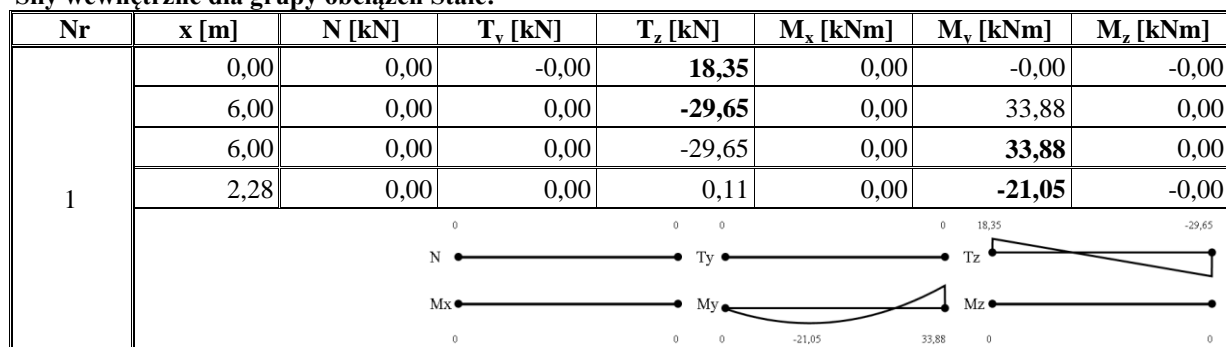 Siły wewnętrzne dla grupy obciążeń Stałe:
Nr x [m] N [kN] Ty [kN] Tz [kN] Mx [kNm] My [kNm] Mz [kNm]
0,00 0,00 -0,00 18,35 0,00 -0,00 -0,00
6,00 0,00 0,00 -29,65 0,00 33,88 0,00
6,00 0,00 0,00 -29,65 0,00 33,88 0,00
1 2,28 0,00 0,00 0,11 0,00 -21,05 -0,00
0 0 0 0 18,35 -29,65
N Ty Tz
Mx My Mz
0 0 0 -21,05 33,88 0 0